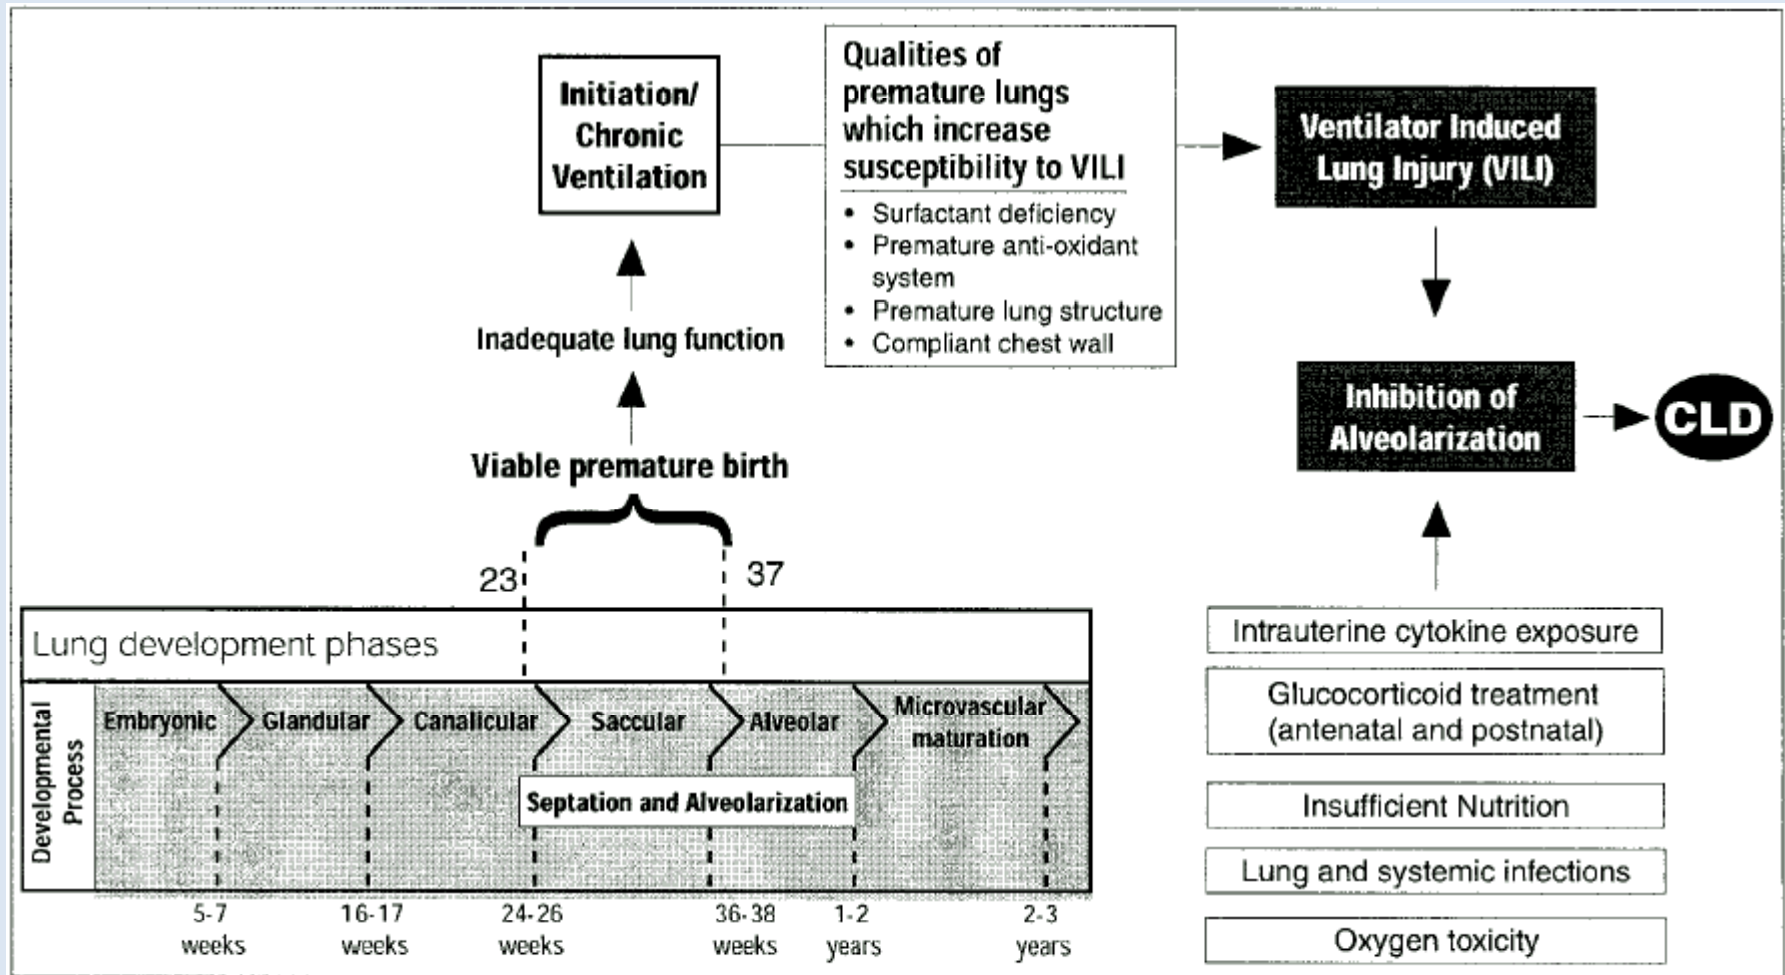 Initiation/
Chronic
Ventilation
Qualities of
premature lungs
which increase
susceptibility to VILI
• Surfactant deficiency
• Premature anti-oxidant
system
• Premature lung structure
• Compliant chest wall
Ventilator Induced
Lung Injury (VILI)
Inadequate lung function
Inhibition of
Alveolarization
CLD
Viable premature birth
23
37
Lung development phases
Developmental
Process
Embryonic
Glandular
Canalicular
Saccular
Alveolar
Microvascular
maturation
Septation and Alveolarization
5-7
weeks
16-17
weeks
24-26
weeks
36-38
weeks
1-2
years
2-3
years
Intrauterine cytokine exposure
Glucocorticoid treatment
(antenatal and postnatal)
Insufficient Nutrition
Lung and systemic infections
Oxygen toxicity